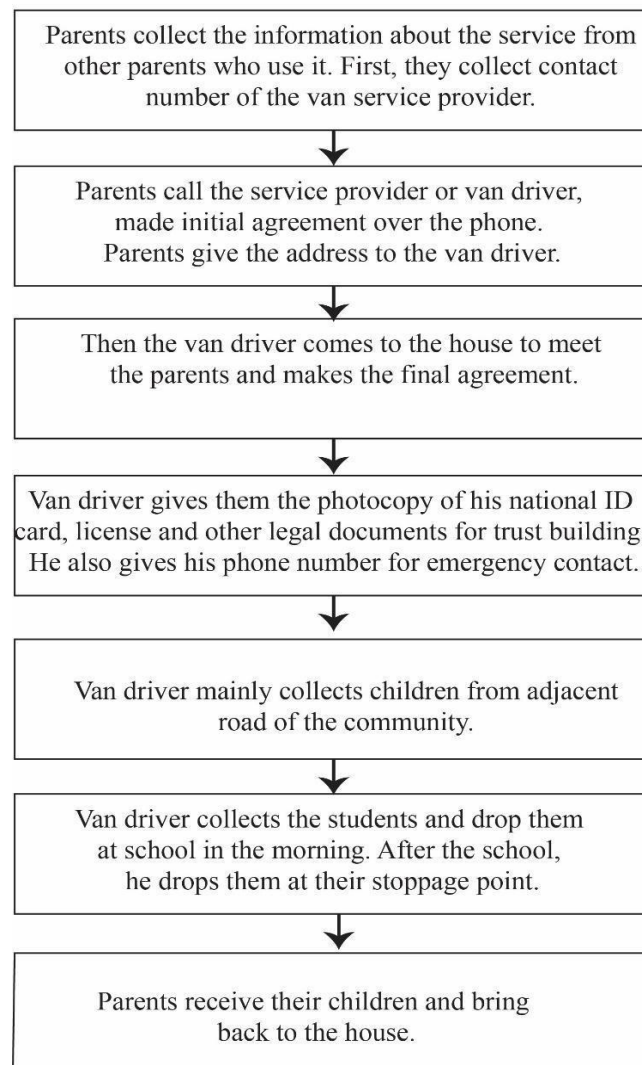 Parents collect the information about the service from
other parents who use it. First, they collect contact
number of the van service provider.
Parents call the service provider or van driver,
made initial agreement over the phone.
Parents give the address to the van driver.
Then the van driver comes to the house to meet
the parents and makes the final agreement.
Van driver gives them the photocopy of his national ID
card, license and other legal documents for trust building
He also gives his phone number for emergency contact.
Van driver mainly collects children from adjacent
road of the community.
Van driver collects the students and drop them
at school in the morning. After the school,
he drops them at their stoppage point.
Parents receive their children and bring
back to the house.